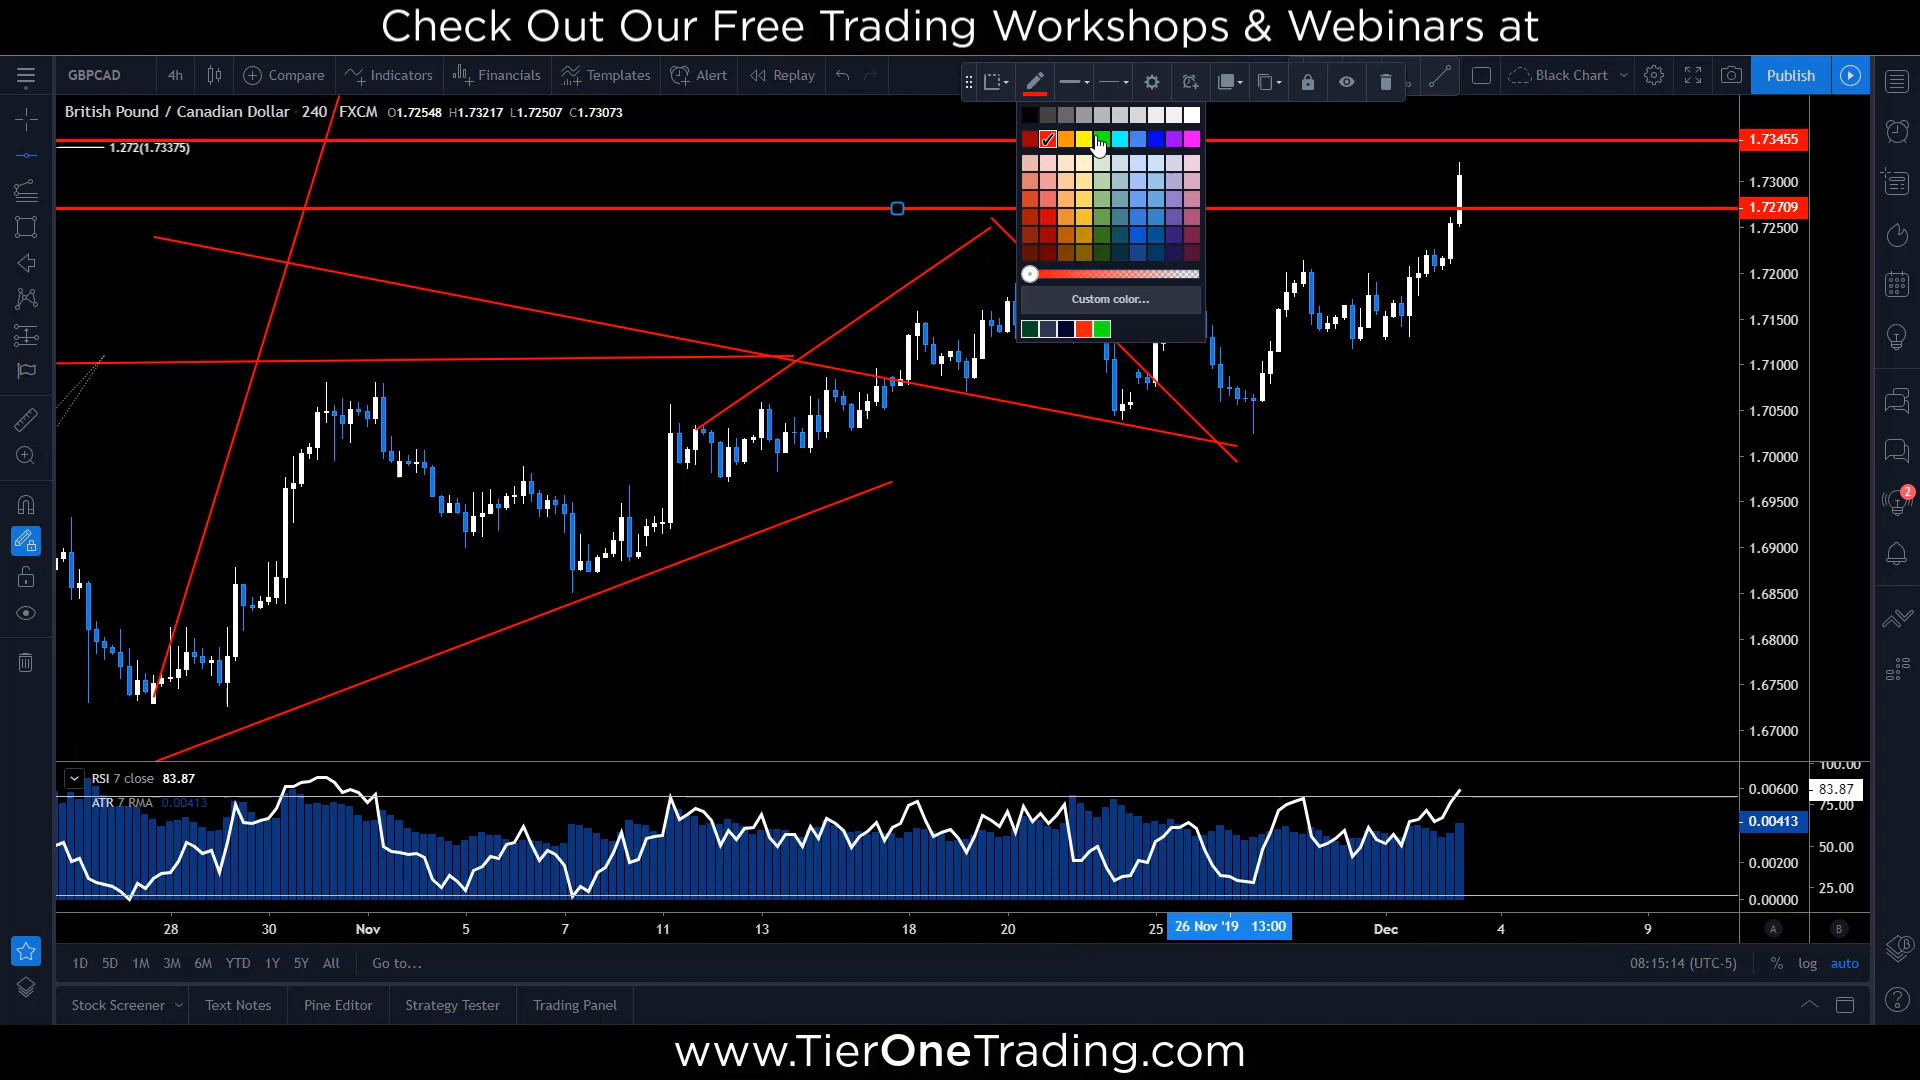 Check Out Our Free Trading Workshops & Webinars at
GBPCAD 4h Compare Indicators Financials Templates Alert Replay Black Chart Publish
British Pound / Canadian Dollar · 240 · FXCM O1.72548 H1.73217 L1.72507 C1.73073
1.73455
1.272(1.73375)
1.73000
1.72709
1.72500
1.72000
Custom color...
1.71500
1.71000
1.70500
1.70000
1.69500
2
1.69000
1.68500
1.68000
1.67500
1.67000
100.00
RSI 7 close 83.87
0.00600 83.87
ATR 7 RMA 0.00413
75.00
0.00413
50.00
0.00200
25.00
0.00000
28 30 Nov 5 7 11 13 18 20 25 26 Nov '19 13:00 Dec 4 9 A B
1D 5D 1M 3M 6M YTD 1Y 5Y All Go to... 08:15:14 (UTC-5) % log auto
Stock Screener Text Notes Pine Editor Strategy Tester Trading Panel
www.TierOneTrading.com